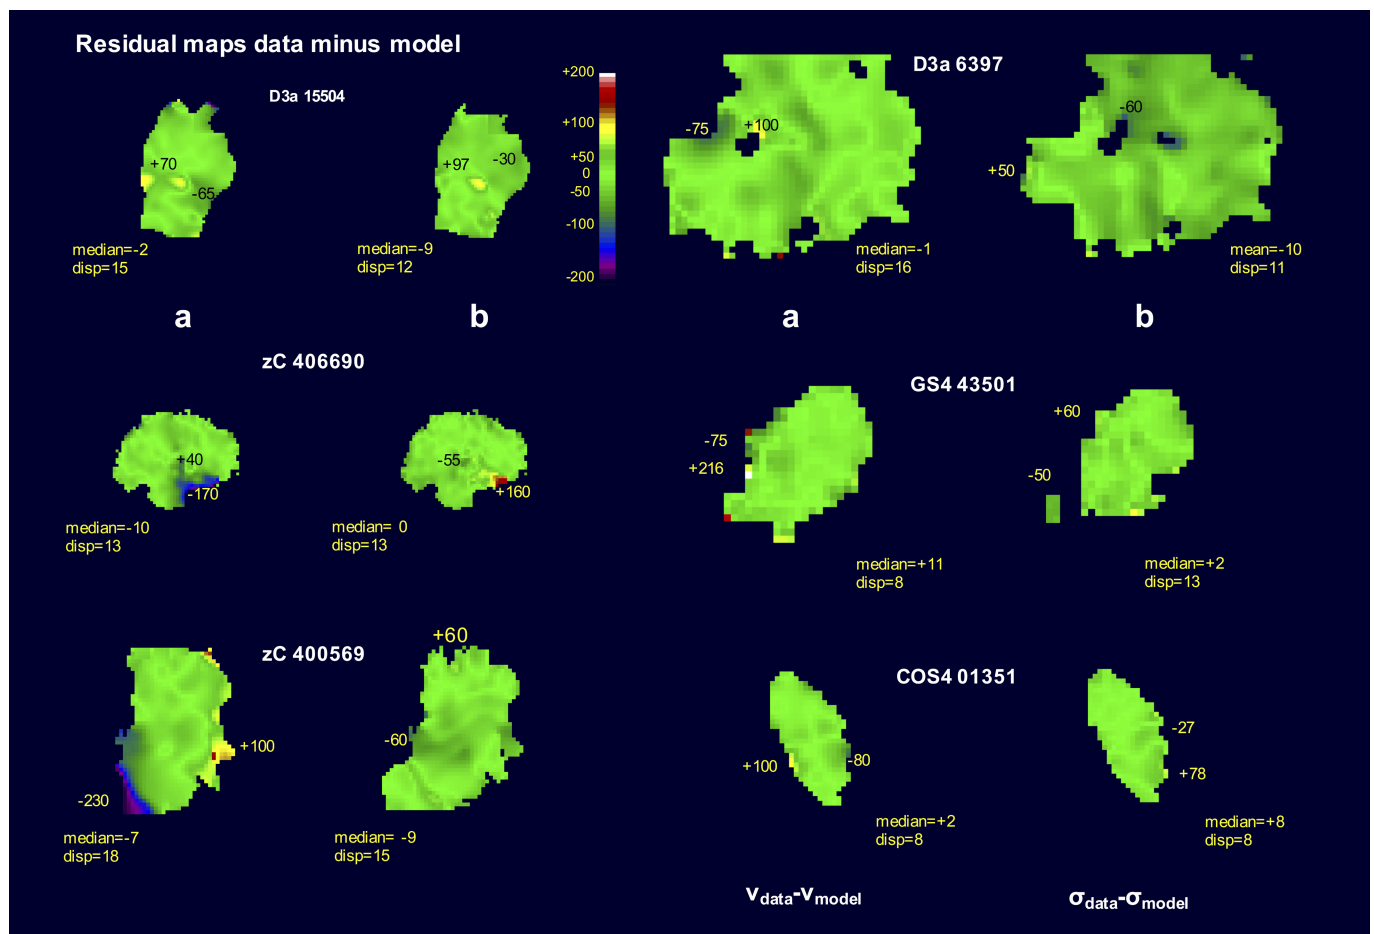 Residual maps data minus model
D3a 15504
+70
-65
median=-2
disp=15
+97
-30
median=-9
disp=12
+200
+100
+50
0
-50
-100
-200
D3a 6397
-75
+100
median=-1
disp=16
-60
+50
mean=-10
disp=11
a
b
a
b
zC 406690
+40
-170
median=-10
disp=13
-55
+160
median= 0
disp=13
GS4 43501
-75
+216
median=+11
disp=8
+60
-50
median=+2
disp=13
zC 400569
+100
-230
median=-7
disp=18
+60
-60
median= -9
disp=15
COS4 01351
+100
-80
median=+2
disp=8
-27
+78
median=+8
disp=8
vdata-vmodel
σdata-σmodel